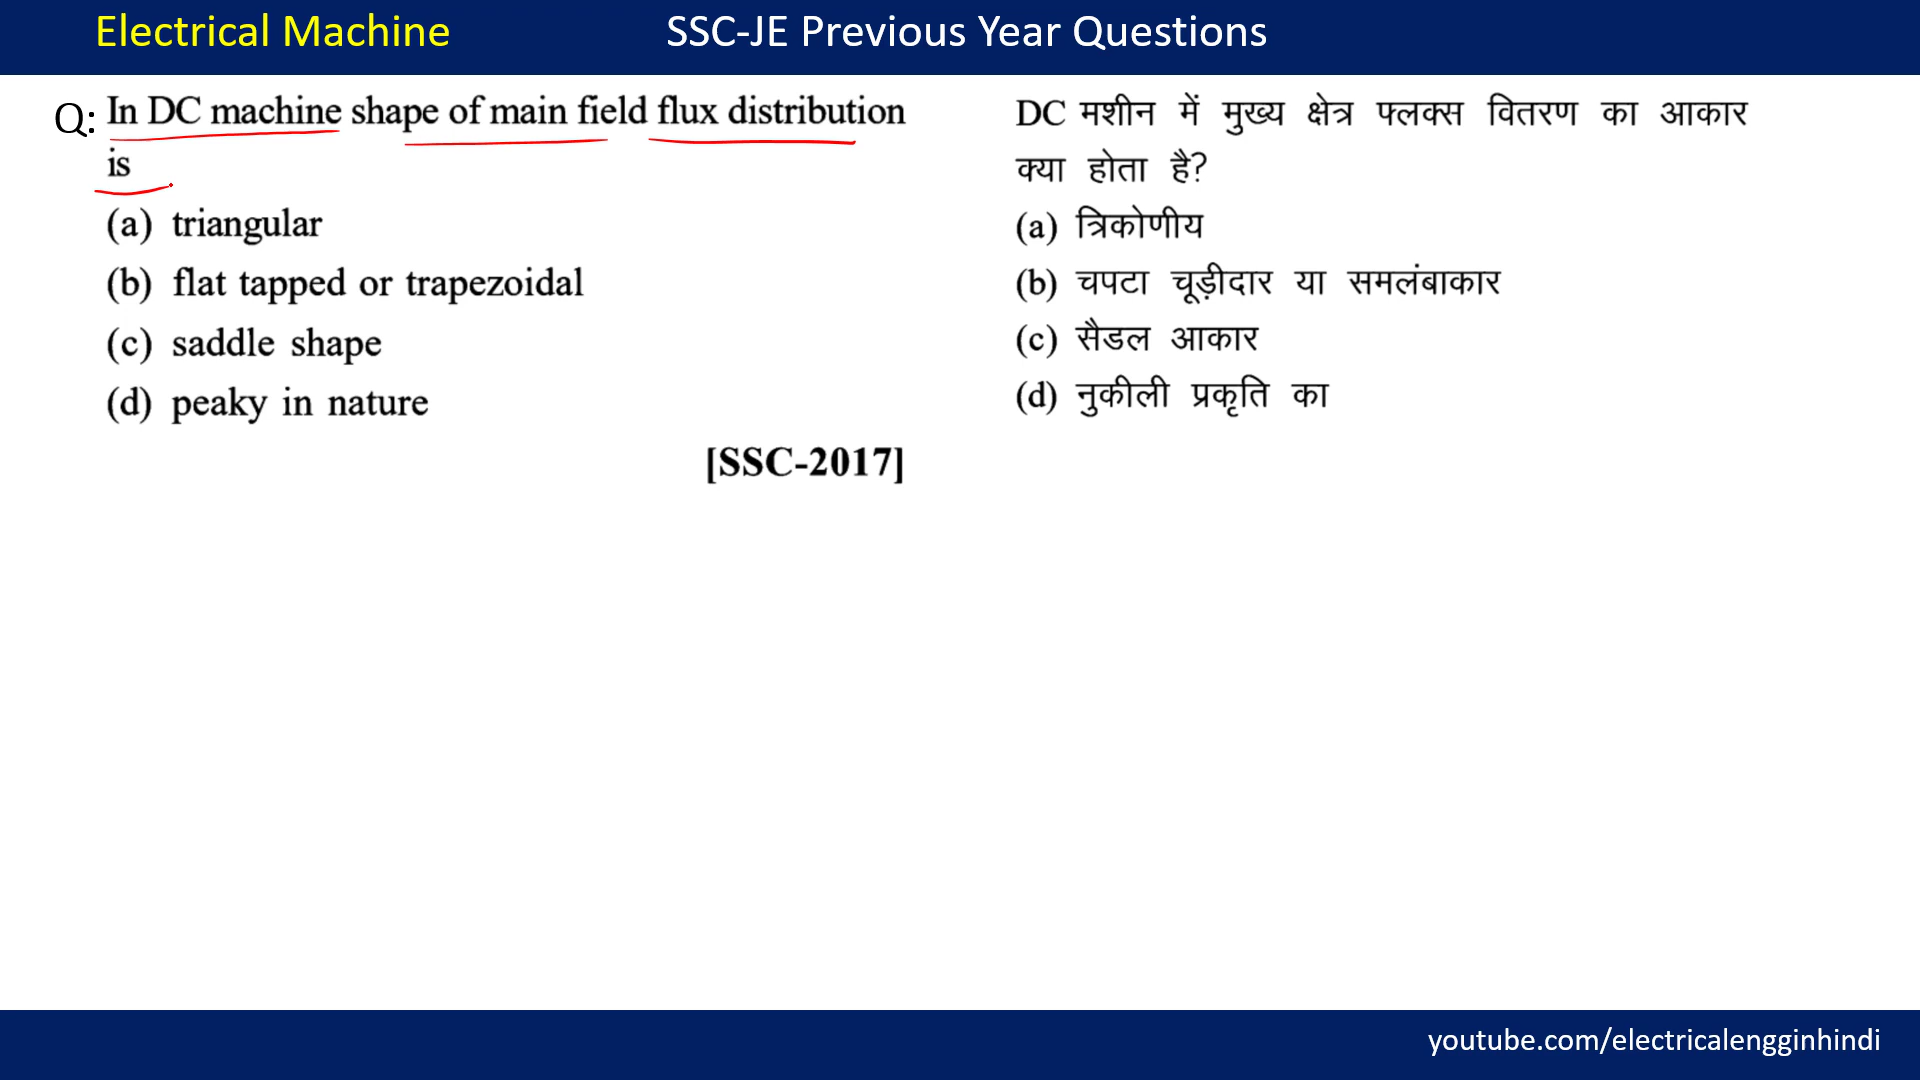 Electrical Machine
SSC-JE Previous Year Questions
Q: In DC machine shape of main field flux distribution
is
(a) triangular
(b) flat tapped or trapezoidal
(c) saddle shape
(d) peaky in nature
[SSC-2017]
DC मशीन में मुख्य क्षेत्र फ्लक्स वितरण का आकार
क्या होता है?
(a) त्रिकोणीय
(b) चपटा चूड़ीदार या समलंबाकार
(c) सैडल आकार
(d) नुकीली प्रकृति का
youtube.com/electricalengginhindi